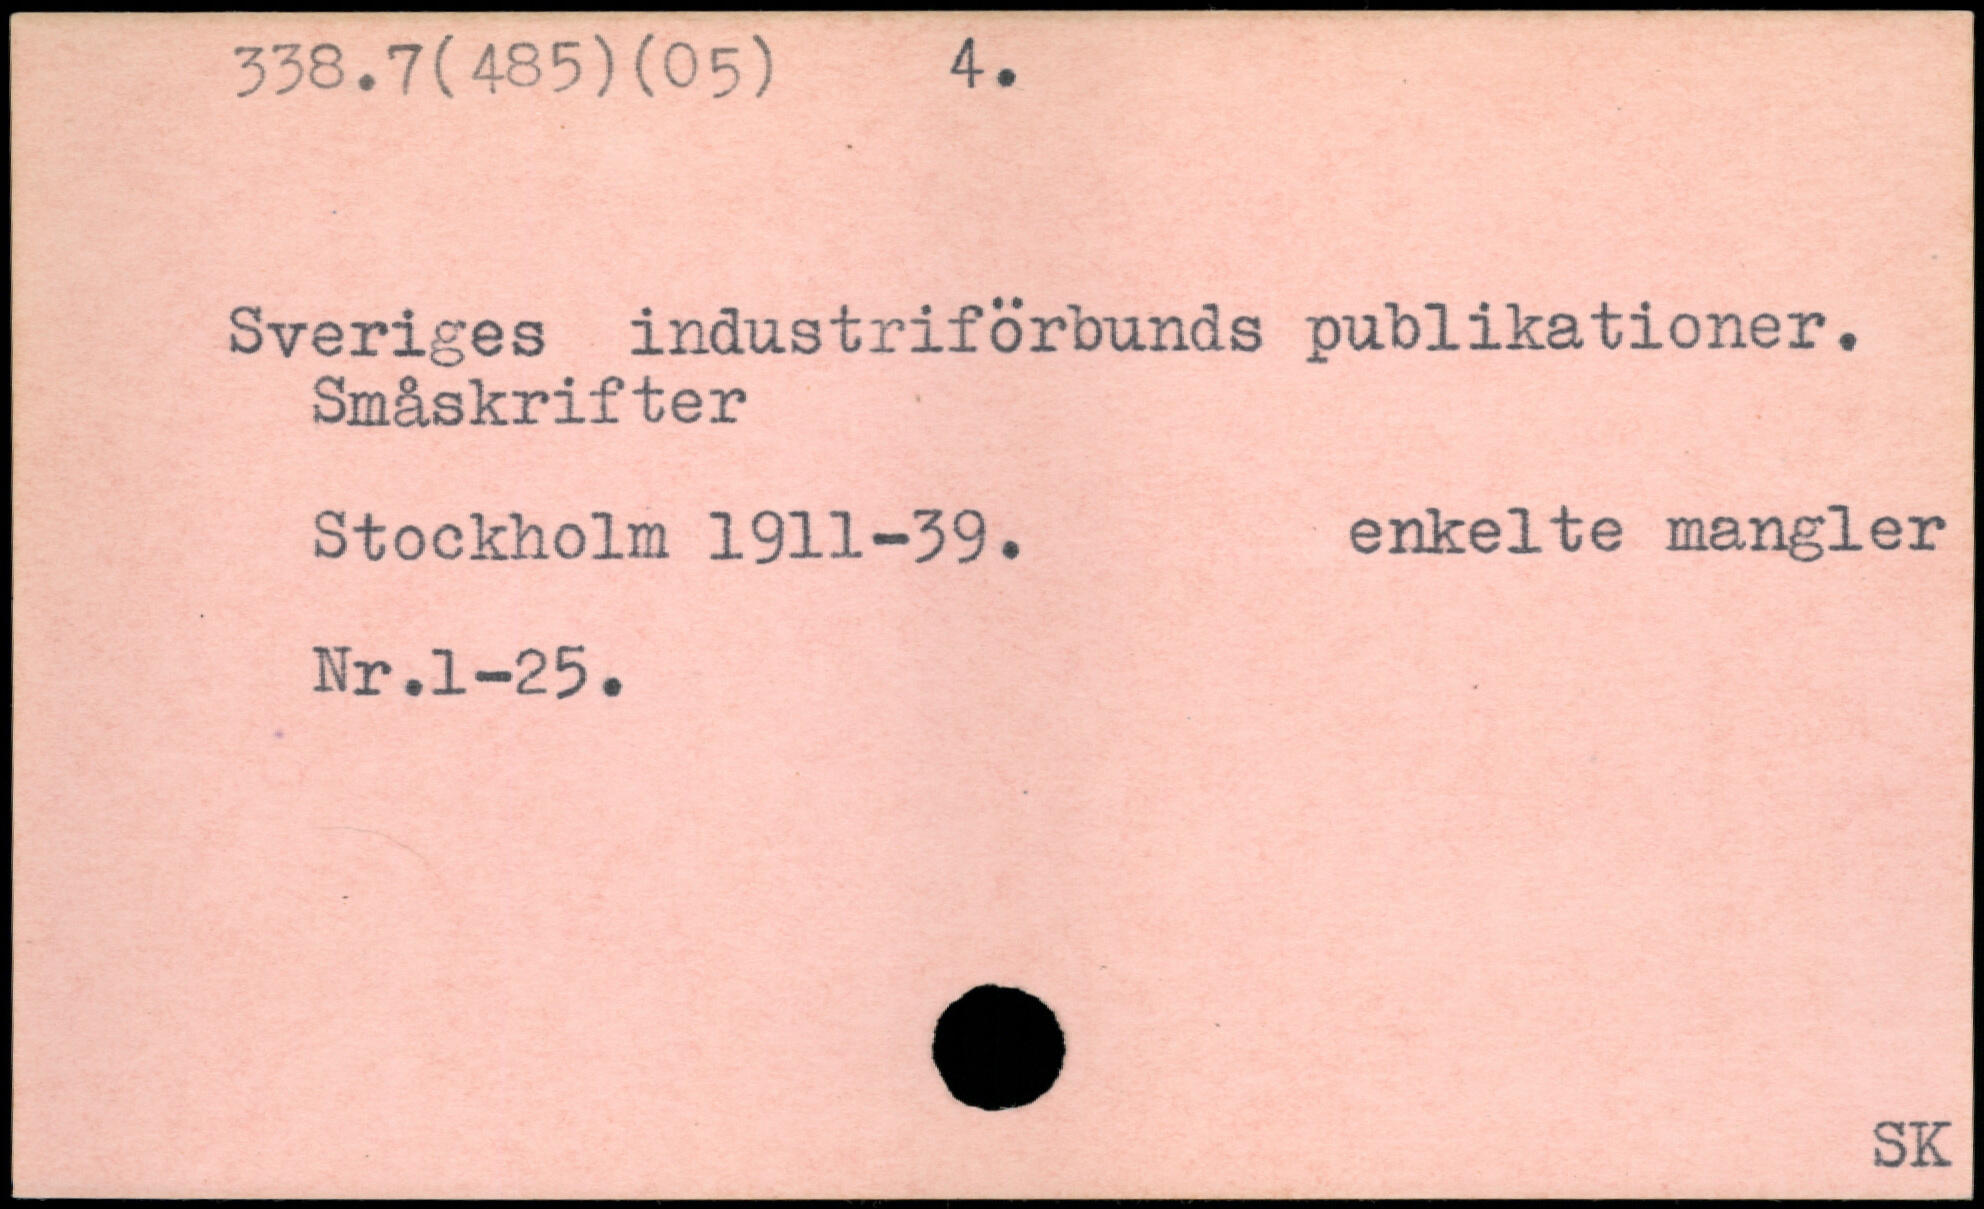 338.7(485)(05) 4.
Sveriges industriförbunds publikationer.
Småskrifter
Stockholm 1911-39. enkelte mangler
Nr.1-25.
SK